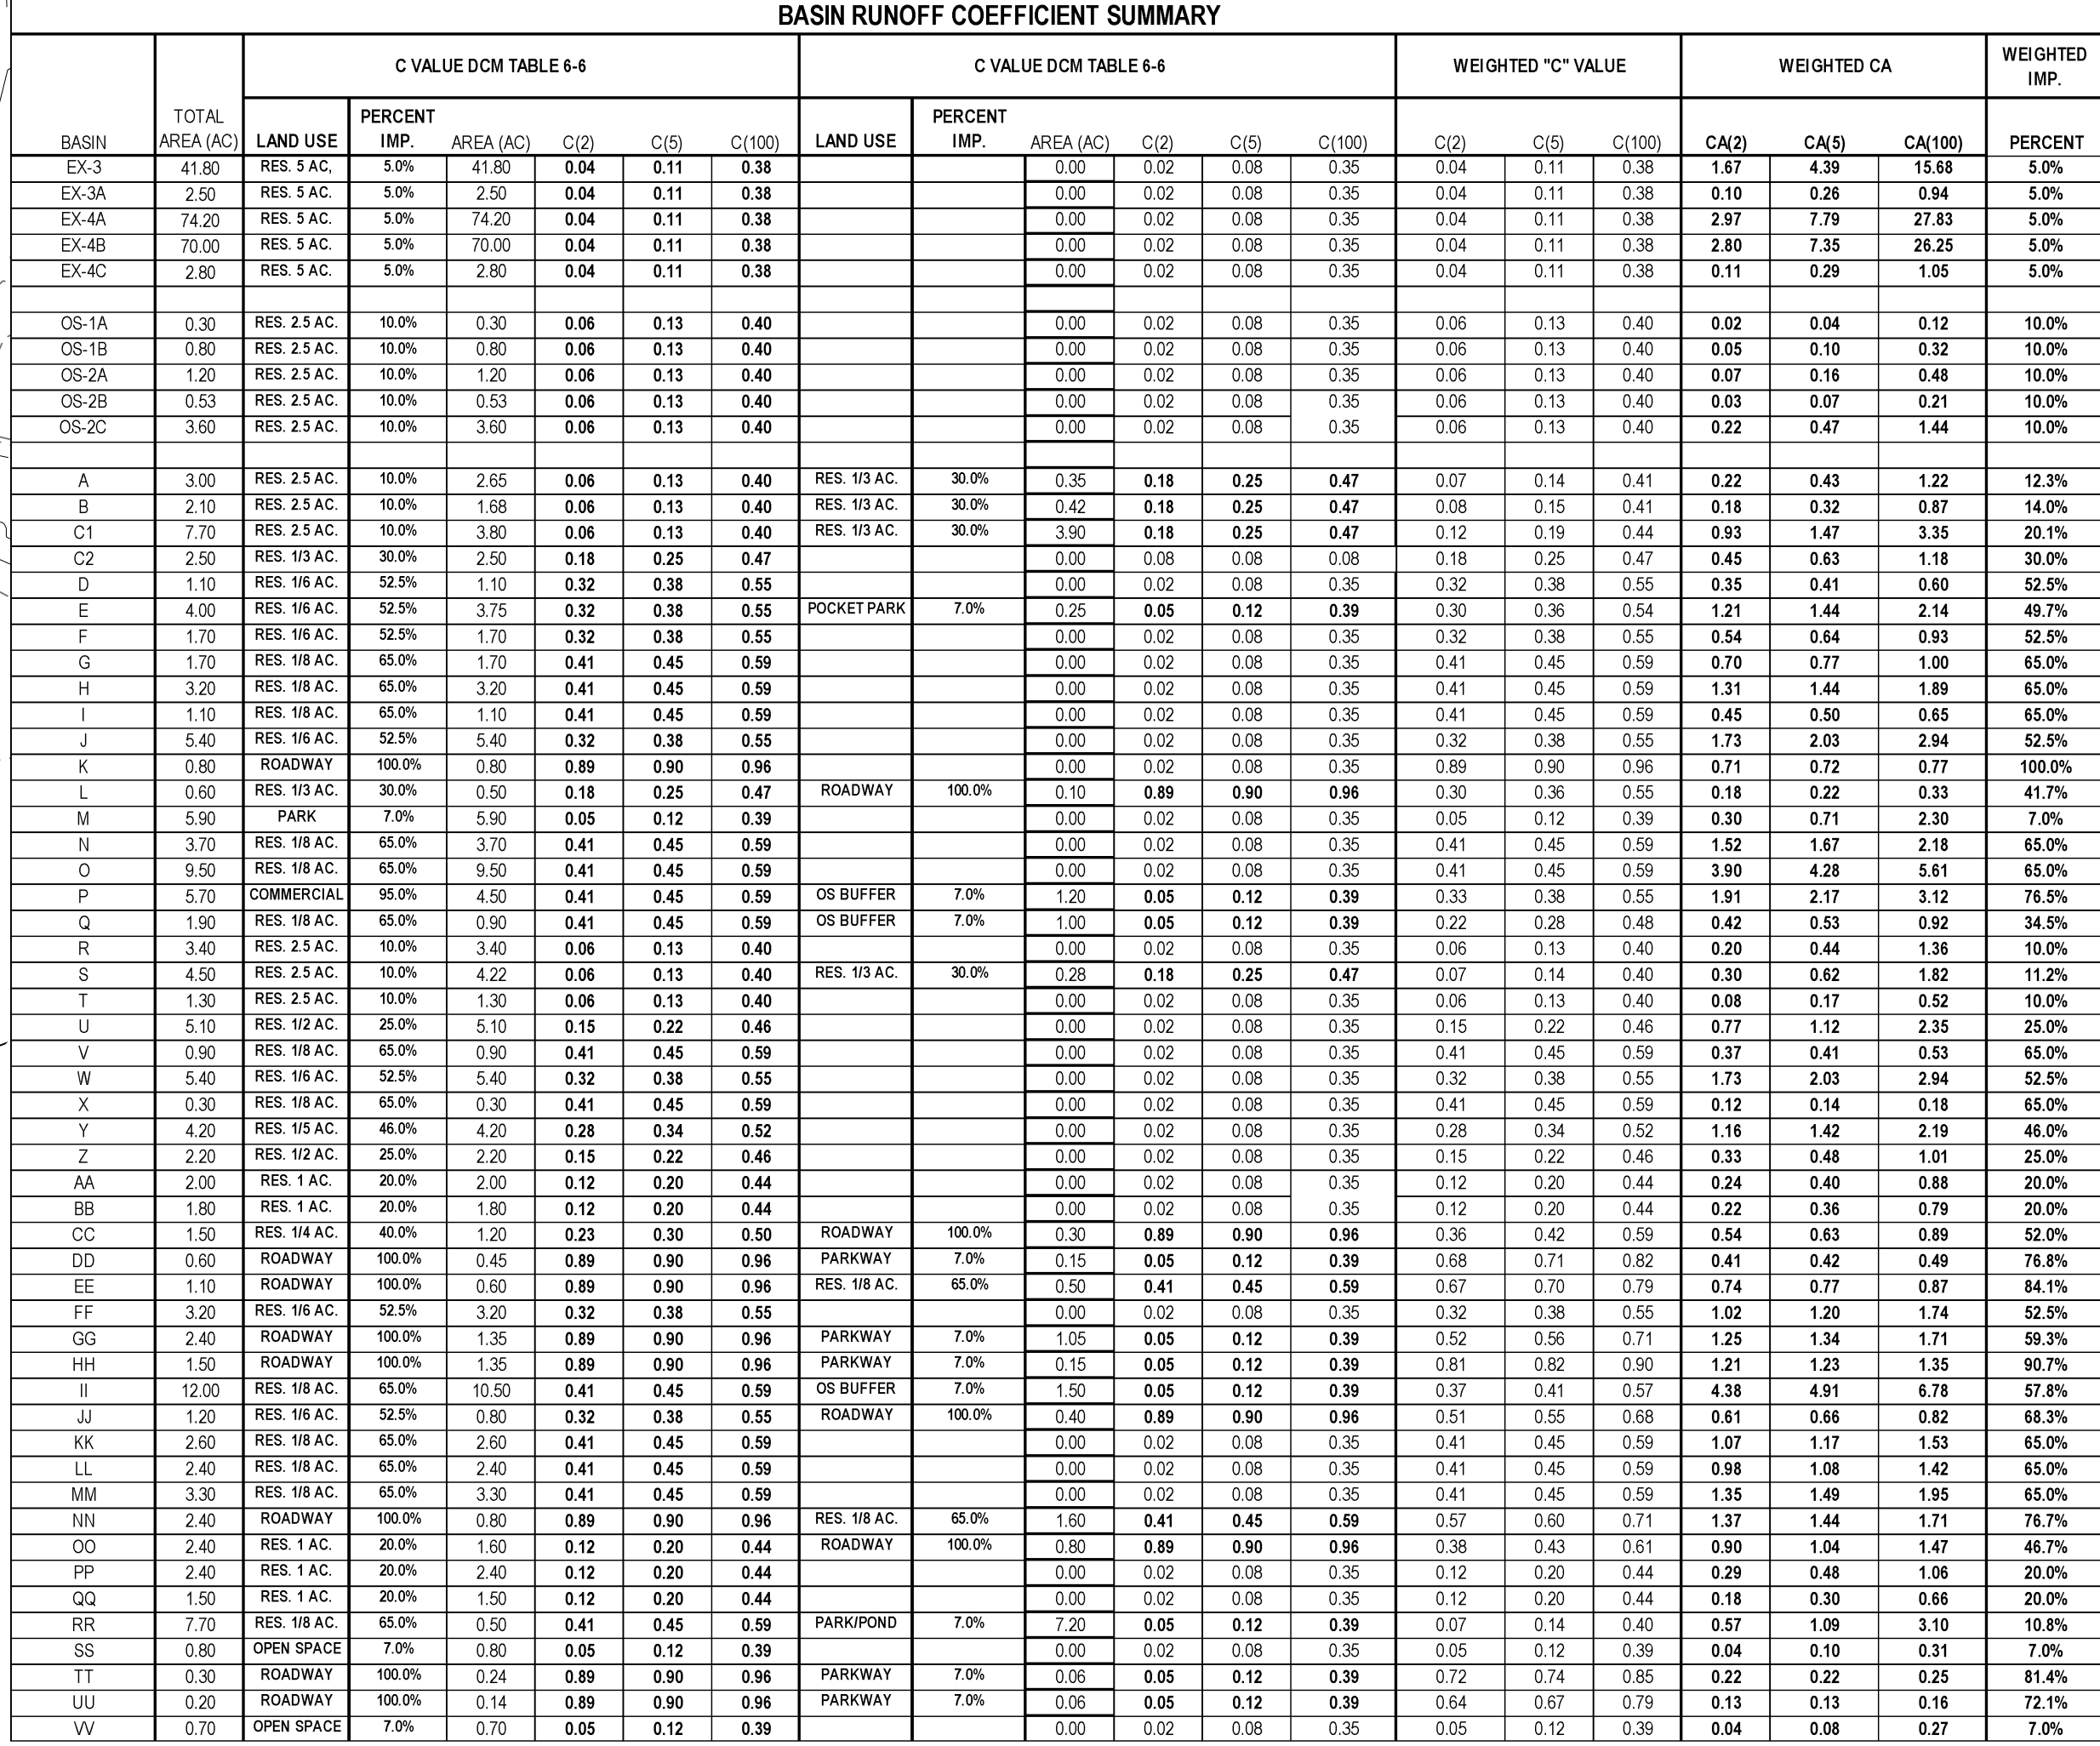 BASIN RUNOFF COEFFICIENT SUMMARY
C VALUE DCM TABLE 6-6 C VALUE DCM TABLE 6-6 WEIGHTED "C" VALUE WEIGHTED CA WEIGHTED IMP.
BASIN TOTAL AREA (AC) LAND USE PERCENT IMP. AREA (AC) C(2) C(5) C(100) LAND USE PERCENT IMP. AREA (AC) C(2) C(5) C(100) C(2) C(5) C(100) CA(2) CA(5) CA(100) PERCENT
EX-3 41.80 RES. 5 AC, 5.0% 41.80 0.04 0.11 0.38 0.00 0.02 0.08 0.35 0.04 0.11 0.38 1.67 4.39 15.68 5.0%
EX-3A 2.50 RES. 5 AC. 5.0% 2.50 0.04 0.11 0.38 0.00 0.02 0.08 0.35 0.04 0.11 0.38 0.10 0.26 0.94 5.0%
EX-4A 74.20 RES. 5 AC. 5.0% 74.20 0.04 0.11 0.38 0.00 0.02 0.08 0.35 0.04 0.11 0.38 2.97 7.79 27.83 5.0%
EX-4B 70.00 RES. 5 AC. 5.0% 70.00 0.04 0.11 0.38 0.00 0.02 0.08 0.35 0.04 0.11 0.38 2.80 7.35 26.25 5.0%
EX-4C 2.80 RES. 5 AC. 5.0% 2.80 0.04 0.11 0.38 0.00 0.02 0.08 0.35 0.04 0.11 0.38 0.11 0.29 1.05 5.0%
OS-1A 0.30 RES. 2.5 AC. 10.0% 0.30 0.06 0.13 0.40 0.00 0.02 0.08 0.35 0.06 0.13 0.40 0.02 0.04 0.12 10.0%
OS-1B 0.80 RES. 2.5 AC. 10.0% 0.80 0.06 0.13 0.40 0.00 0.02 0.08 0.35 0.06 0.13 0.40 0.05 0.10 0.32 10.0%
OS-2A 1.20 RES. 2.5 AC. 10.0% 1.20 0.06 0.13 0.40 0.00 0.02 0.08 0.35 0.06 0.13 0.40 0.07 0.16 0.48 10.0%
OS-2B 0.53 RES. 2.5 AC. 10.0% 0.53 0.06 0.13 0.40 0.00 0.02 0.08 0.35 0.06 0.13 0.40 0.03 0.07 0.21 10.0%
OS-2C 3.60 RES. 2.5 AC. 10.0% 3.60 0.06 0.13 0.40 0.00 0.02 0.08 0.35 0.06 0.13 0.40 0.22 0.47 1.44 10.0%
A 3.00 RES. 2.5 AC. 10.0% 2.65 0.06 0.13 0.40 RES. 1/3 AC. 30.0% 0.35 0.18 0.25 0.47 0.07 0.14 0.41 0.22 0.43 1.22 12.3%
B 2.10 RES. 2.5 AC. 10.0% 1.68 0.06 0.13 0.40 RES. 1/3 AC. 30.0% 0.42 0.18 0.25 0.47 0.08 0.15 0.41 0.18 0.32 0.87 14.0%
C1 7.70 RES. 2.5 AC. 10.0% 3.80 0.06 0.13 0.40 RES. 1/3 AC. 30.0% 3.90 0.18 0.25 0.47 0.12 0.19 0.44 0.93 1.47 3.35 20.1%
C2 2.50 RES. 1/3 AC. 30.0% 2.50 0.18 0.25 0.47 0.00 0.08 0.08 0.08 0.18 0.25 0.47 0.45 0.63 1.18 30.0%
D 1.10 RES. 1/6 AC. 52.5% 1.10 0.32 0.38 0.55 0.00 0.02 0.08 0.35 0.32 0.38 0.55 0.35 0.41 0.60 52.5%
E 4.00 RES. 1/6 AC. 52.5% 3.75 0.32 0.38 0.55 POCKET PARK 7.0% 0.25 0.05 0.12 0.39 0.30 0.36 0.54 1.21 1.44 2.14 49.7%
F 1.70 RES. 1/6 AC. 52.5% 1.70 0.32 0.38 0.55 0.00 0.02 0.08 0.35 0.32 0.38 0.55 0.54 0.64 0.93 52.5%
G 1.70 RES. 1/8 AC. 65.0% 1.70 0.41 0.45 0.59 0.00 0.02 0.08 0.35 0.41 0.45 0.59 0.70 0.77 1.00 65.0%
H 3.20 RES. 1/8 AC. 65.0% 3.20 0.41 0.45 0.59 0.00 0.02 0.08 0.35 0.41 0.45 0.59 1.31 1.44 1.89 65.0%
I 1.10 RES. 1/8 AC. 65.0% 1.10 0.41 0.45 0.59 0.00 0.02 0.08 0.35 0.41 0.45 0.59 0.45 0.50 0.65 65.0%
J 5.40 RES. 1/6 AC. 52.5% 5.40 0.32 0.38 0.55 0.00 0.02 0.08 0.35 0.32 0.38 0.55 1.73 2.03 2.94 52.5%
K 0.80 ROADWAY 100.0% 0.80 0.89 0.90 0.96 0.00 0.02 0.08 0.35 0.89 0.90 0.96 0.71 0.72 0.77 100.0%
L 0.60 RES. 1/3 AC. 30.0% 0.50 0.18 0.25 0.47 ROADWAY 100.0% 0.10 0.89 0.90 0.96 0.30 0.36 0.55 0.18 0.22 0.33 41.7%
M 5.90 PARK 7.0% 5.90 0.05 0.12 0.39 0.00 0.02 0.08 0.35 0.05 0.12 0.39 0.30 0.71 2.30 7.0%
N 3.70 RES. 1/8 AC. 65.0% 3.70 0.41 0.45 0.59 0.00 0.02 0.08 0.35 0.41 0.45 0.59 1.52 1.67 2.18 65.0%
O 9.50 RES. 1/8 AC. 65.0% 9.50 0.41 0.45 0.59 0.00 0.02 0.08 0.35 0.41 0.45 0.59 3.90 4.28 5.61 65.0%
P 5.70 COMMERCIAL 95.0% 4.50 0.41 0.45 0.59 OS BUFFER 7.0% 1.20 0.05 0.12 0.39 0.33 0.38 0.55 1.91 2.17 3.12 76.5%
Q 1.90 RES. 1/8 AC. 65.0% 0.90 0.41 0.45 0.59 OS BUFFER 7.0% 1.00 0.05 0.12 0.39 0.22 0.28 0.48 0.42 0.53 0.92 34.5%
R 3.40 RES. 2.5 AC. 10.0% 3.40 0.06 0.13 0.40 0.00 0.02 0.08 0.35 0.06 0.13 0.40 0.20 0.44 1.36 10.0%
S 4.50 RES. 2.5 AC. 10.0% 4.22 0.06 0.13 0.40 RES. 1/3 AC. 30.0% 0.28 0.18 0.25 0.47 0.07 0.14 0.40 0.30 0.62 1.82 11.2%
T 1.30 RES. 2.5 AC. 10.0% 1.30 0.06 0.13 0.40 0.00 0.02 0.08 0.35 0.06 0.13 0.40 0.08 0.17 0.52 10.0%
U 5.10 RES. 1/2 AC. 25.0% 5.10 0.15 0.22 0.46 0.00 0.02 0.08 0.35 0.15 0.22 0.46 0.77 1.12 2.35 25.0%
V 0.90 RES. 1/8 AC. 65.0% 0.90 0.41 0.45 0.59 0.00 0.02 0.08 0.35 0.41 0.45 0.59 0.37 0.41 0.53 65.0%
W 5.40 RES. 1/6 AC. 52.5% 5.40 0.32 0.38 0.55 0.00 0.02 0.08 0.35 0.32 0.38 0.55 1.73 2.03 2.94 52.5%
X 0.30 RES. 1/8 AC. 65.0% 0.30 0.41 0.45 0.59 0.00 0.02 0.08 0.35 0.41 0.45 0.59 0.12 0.14 0.18 65.0%
Y 4.20 RES. 1/5 AC. 46.0% 4.20 0.28 0.34 0.52 0.00 0.02 0.08 0.35 0.28 0.34 0.52 1.16 1.42 2.19 46.0%
Z 2.20 RES. 1/2 AC. 25.0% 2.20 0.15 0.22 0.46 0.00 0.02 0.08 0.35 0.15 0.22 0.46 0.33 0.48 1.01 25.0%
AA 2.00 RES. 1 AC. 20.0% 2.00 0.12 0.20 0.44 0.00 0.02 0.08 0.35 0.12 0.20 0.44 0.24 0.40 0.88 20.0%
BB 1.80 RES. 1 AC. 20.0% 1.80 0.12 0.20 0.44 0.00 0.02 0.08 0.35 0.12 0.20 0.44 0.22 0.36 0.79 20.0%
CC 1.50 RES. 1/4 AC. 40.0% 1.20 0.23 0.30 0.50 ROADWAY 100.0% 0.30 0.89 0.90 0.96 0.36 0.42 0.59 0.54 0.63 0.89 52.0%
DD 0.60 ROADWAY 100.0% 0.45 0.89 0.90 0.96 PARKWAY 7.0% 0.15 0.05 0.12 0.39 0.68 0.71 0.82 0.41 0.42 0.49 76.8%
EE 1.10 ROADWAY 100.0% 0.60 0.89 0.90 0.96 RES. 1/8 AC. 65.0% 0.50 0.41 0.45 0.59 0.67 0.70 0.79 0.74 0.77 0.87 84.1%
FF 3.20 RES. 1/6 AC. 52.5% 3.20 0.32 0.38 0.55 0.00 0.02 0.08 0.35 0.32 0.38 0.55 1.02 1.20 1.74 52.5%
GG 2.40 ROADWAY 100.0% 1.35 0.89 0.90 0.96 PARKWAY 7.0% 1.05 0.05 0.12 0.39 0.52 0.56 0.71 1.25 1.34 1.71 59.3%
HH 1.50 ROADWAY 100.0% 1.35 0.89 0.90 0.96 PARKWAY 7.0% 0.15 0.05 0.12 0.39 0.81 0.82 0.90 1.21 1.23 1.35 90.7%
II 12.00 RES. 1/8 AC. 65.0% 10.50 0.41 0.45 0.59 OS BUFFER 7.0% 1.50 0.05 0.12 0.39 0.37 0.41 0.57 4.38 4.91 6.78 57.8%
JJ 1.20 RES. 1/6 AC. 52.5% 0.80 0.32 0.38 0.55 ROADWAY 100.0% 0.40 0.89 0.90 0.96 0.51 0.55 0.68 0.61 0.66 0.82 68.3%
KK 2.60 RES. 1/8 AC. 65.0% 2.60 0.41 0.45 0.59 0.00 0.02 0.08 0.35 0.41 0.45 0.59 1.07 1.17 1.53 65.0%
LL 2.40 RES. 1/8 AC. 65.0% 2.40 0.41 0.45 0.59 0.00 0.02 0.08 0.35 0.41 0.45 0.59 0.98 1.08 1.42 65.0%
MM 3.30 RES. 1/8 AC. 65.0% 3.30 0.41 0.45 0.59 0.00 0.02 0.08 0.35 0.41 0.45 0.59 1.35 1.49 1.95 65.0%
NN 2.40 ROADWAY 100.0% 0.80 0.89 0.90 0.96 RES. 1/8 AC. 65.0% 1.60 0.41 0.45 0.59 0.57 0.60 0.71 1.37 1.44 1.71 76.7%
OO 2.40 RES. 1 AC. 20.0% 1.60 0.12 0.20 0.44 ROADWAY 100.0% 0.80 0.89 0.90 0.96 0.38 0.43 0.61 0.90 1.04 1.47 46.7%
PP 2.40 RES. 1 AC. 20.0% 2.40 0.12 0.20 0.44 0.00 0.02 0.08 0.35 0.12 0.20 0.44 0.29 0.48 1.06 20.0%
QQ 1.50 RES. 1 AC. 20.0% 1.50 0.12 0.20 0.44 0.00 0.02 0.08 0.35 0.12 0.20 0.44 0.18 0.30 0.66 20.0%
RR 7.70 RES. 1/8 AC. 65.0% 0.50 0.41 0.45 0.59 PARK/POND 7.0% 7.20 0.05 0.12 0.39 0.07 0.14 0.40 0.57 1.09 3.10 10.8%
SS 0.80 OPEN SPACE 7.0% 0.80 0.05 0.12 0.39 0.00 0.02 0.08 0.35 0.05 0.12 0.39 0.04 0.10 0.31 7.0%
TT 0.30 ROADWAY 100.0% 0.24 0.89 0.90 0.96 PARKWAY 7.0% 0.06 0.05 0.12 0.39 0.72 0.74 0.85 0.22 0.22 0.25 81.4%
UU 0.20 ROADWAY 100.0% 0.14 0.89 0.90 0.96 PARKWAY 7.0% 0.06 0.05 0.12 0.39 0.64 0.67 0.79 0.13 0.13 0.16 72.1%
VV 0.70 OPEN SPACE 7.0% 0.70 0.05 0.12 0.39 0.00 0.02 0.08 0.35 0.05 0.12 0.39 0.04 0.08 0.27 7.0%